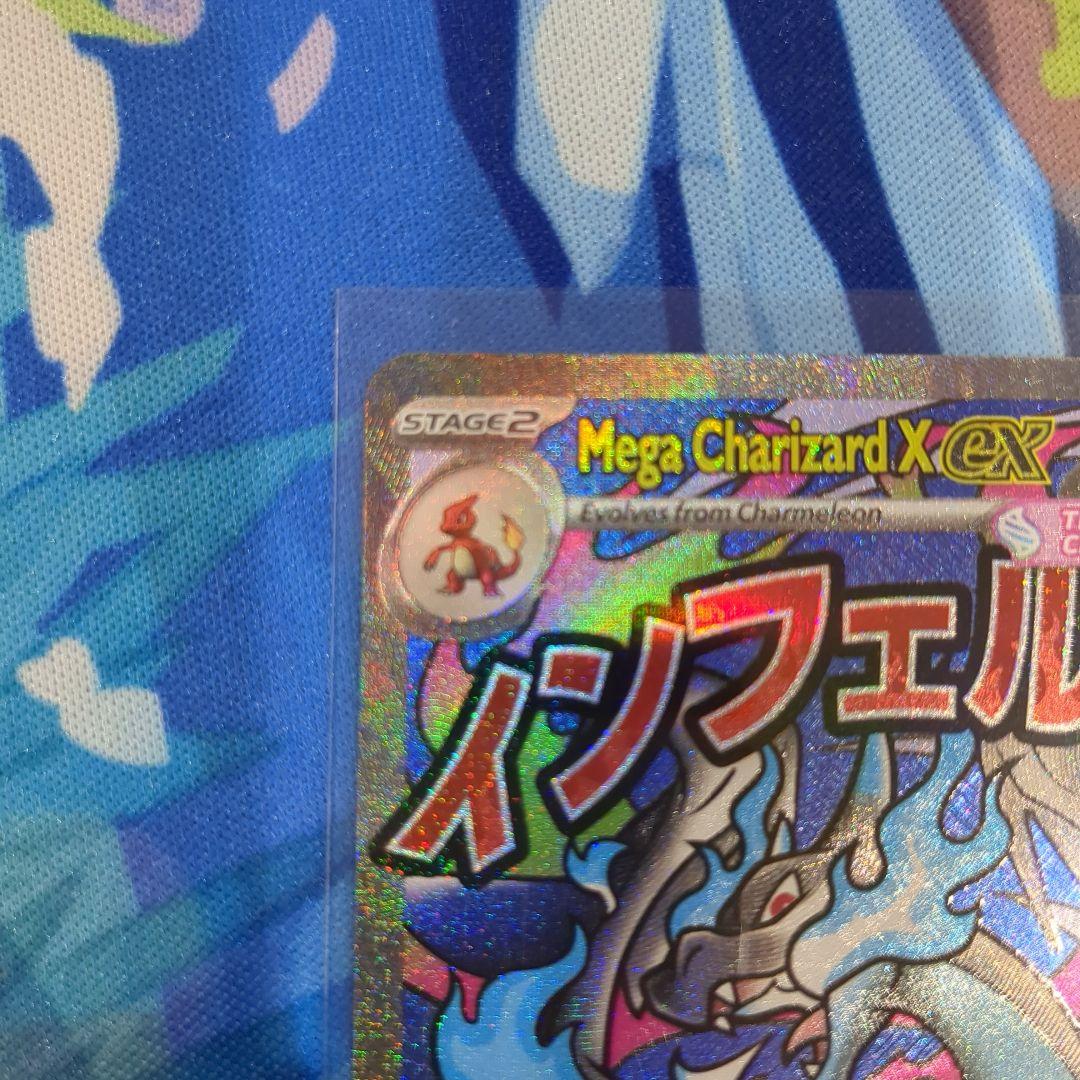 STAGE2
Mega Charizard X ex
Evolves from Charmeleon
インフェル